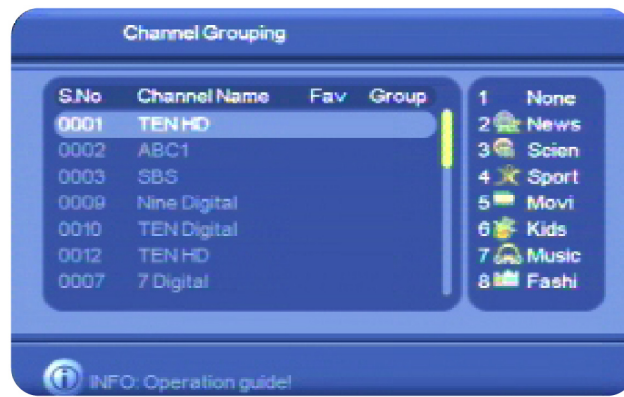 Channel Grouping
S.No Channel Name Fav Group
0001 TEN HD
0002 ABC1
0003 SBS
0009 Nine Digital
0010 TEN Digital
0012 TEN HD
0007 7 Digital
1 None
2 News
3 Scien
4 Sport
5 Movi
6 Kids
7 Music
8 Fashi
INFO: Operation guide!